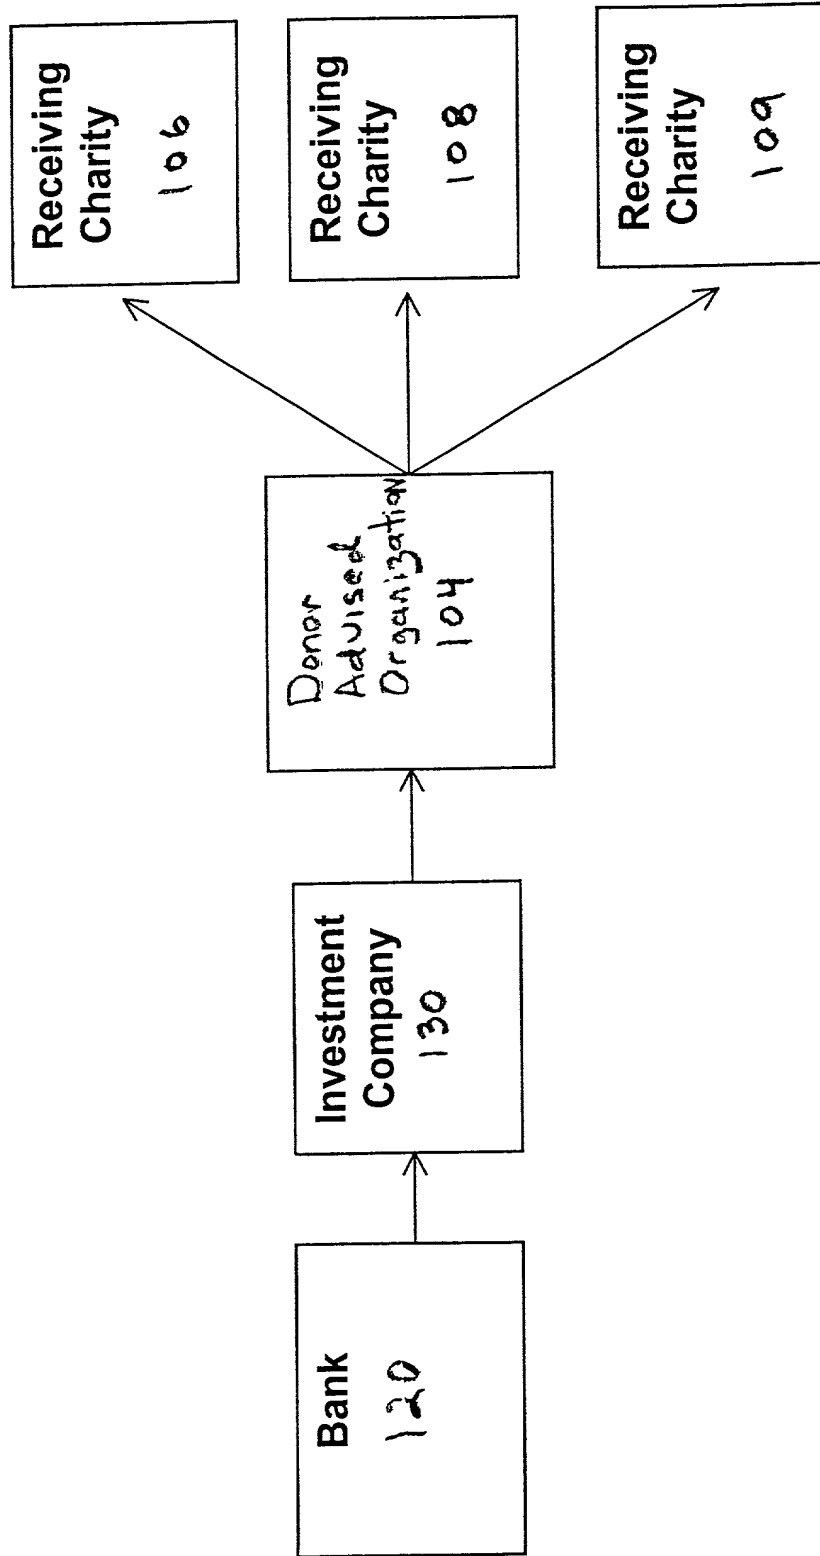 Bank
120
Investment
Company
130
Donor
Advised
Organization
104
Receiving
Charity
106
Receiving
Charity
108
Receiving
Charity
109